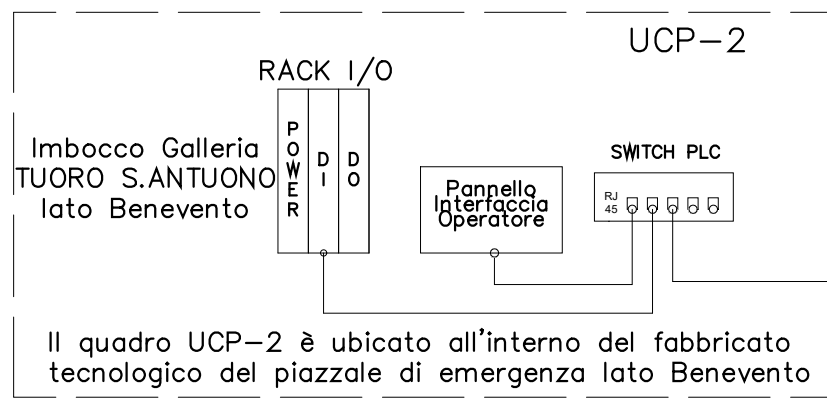 UCP-2
RACK I/O
Imbocco Galleria
TUORO S.ANTUONO
lato Benevento
POWER
DI
DO
Pannello
Interfaccia
Operatore
SWITCH PLC
RJ
45
Il quadro UCP-2 è ubicato all'interno del fabbricato
tecnologico del piazzale di emergenza lato Benevento